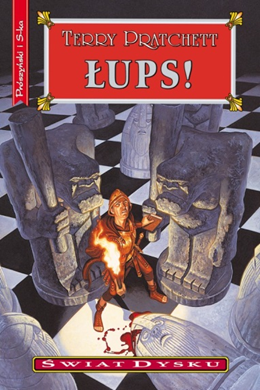 Prószyński i S-ka
TERRY PRATCHETT
ŁUPS!
ŚWIAT DYSKU